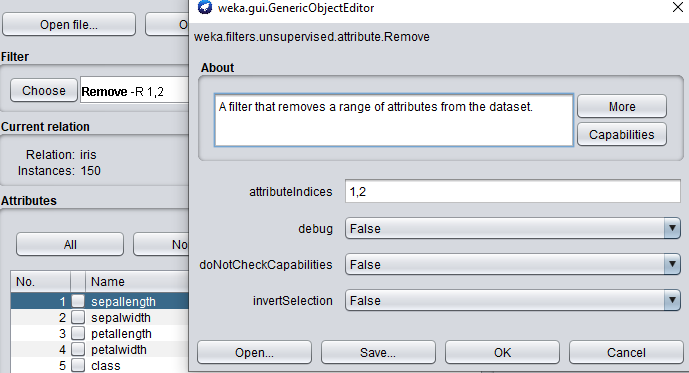 weka.gui.GenericObjectEditor
Open file...
O
weka.filters.unsupervised.attribute.Remove
Filter
About
Choose
Remove -R 1,2
A filter that removes a range of attributes from the dataset.
More
Capabilities
Current relation
Relation: iris
Instances: 150
Attributes
attributeIndices
1,2
All
No
debug
False
doNotCheckCapabilities
False
No.
Name
invertSelection
False
1
sepallength
2
sepalwidth
3
petallength
4
petalwidth
5
class
Open...
Save...
OK
Cancel